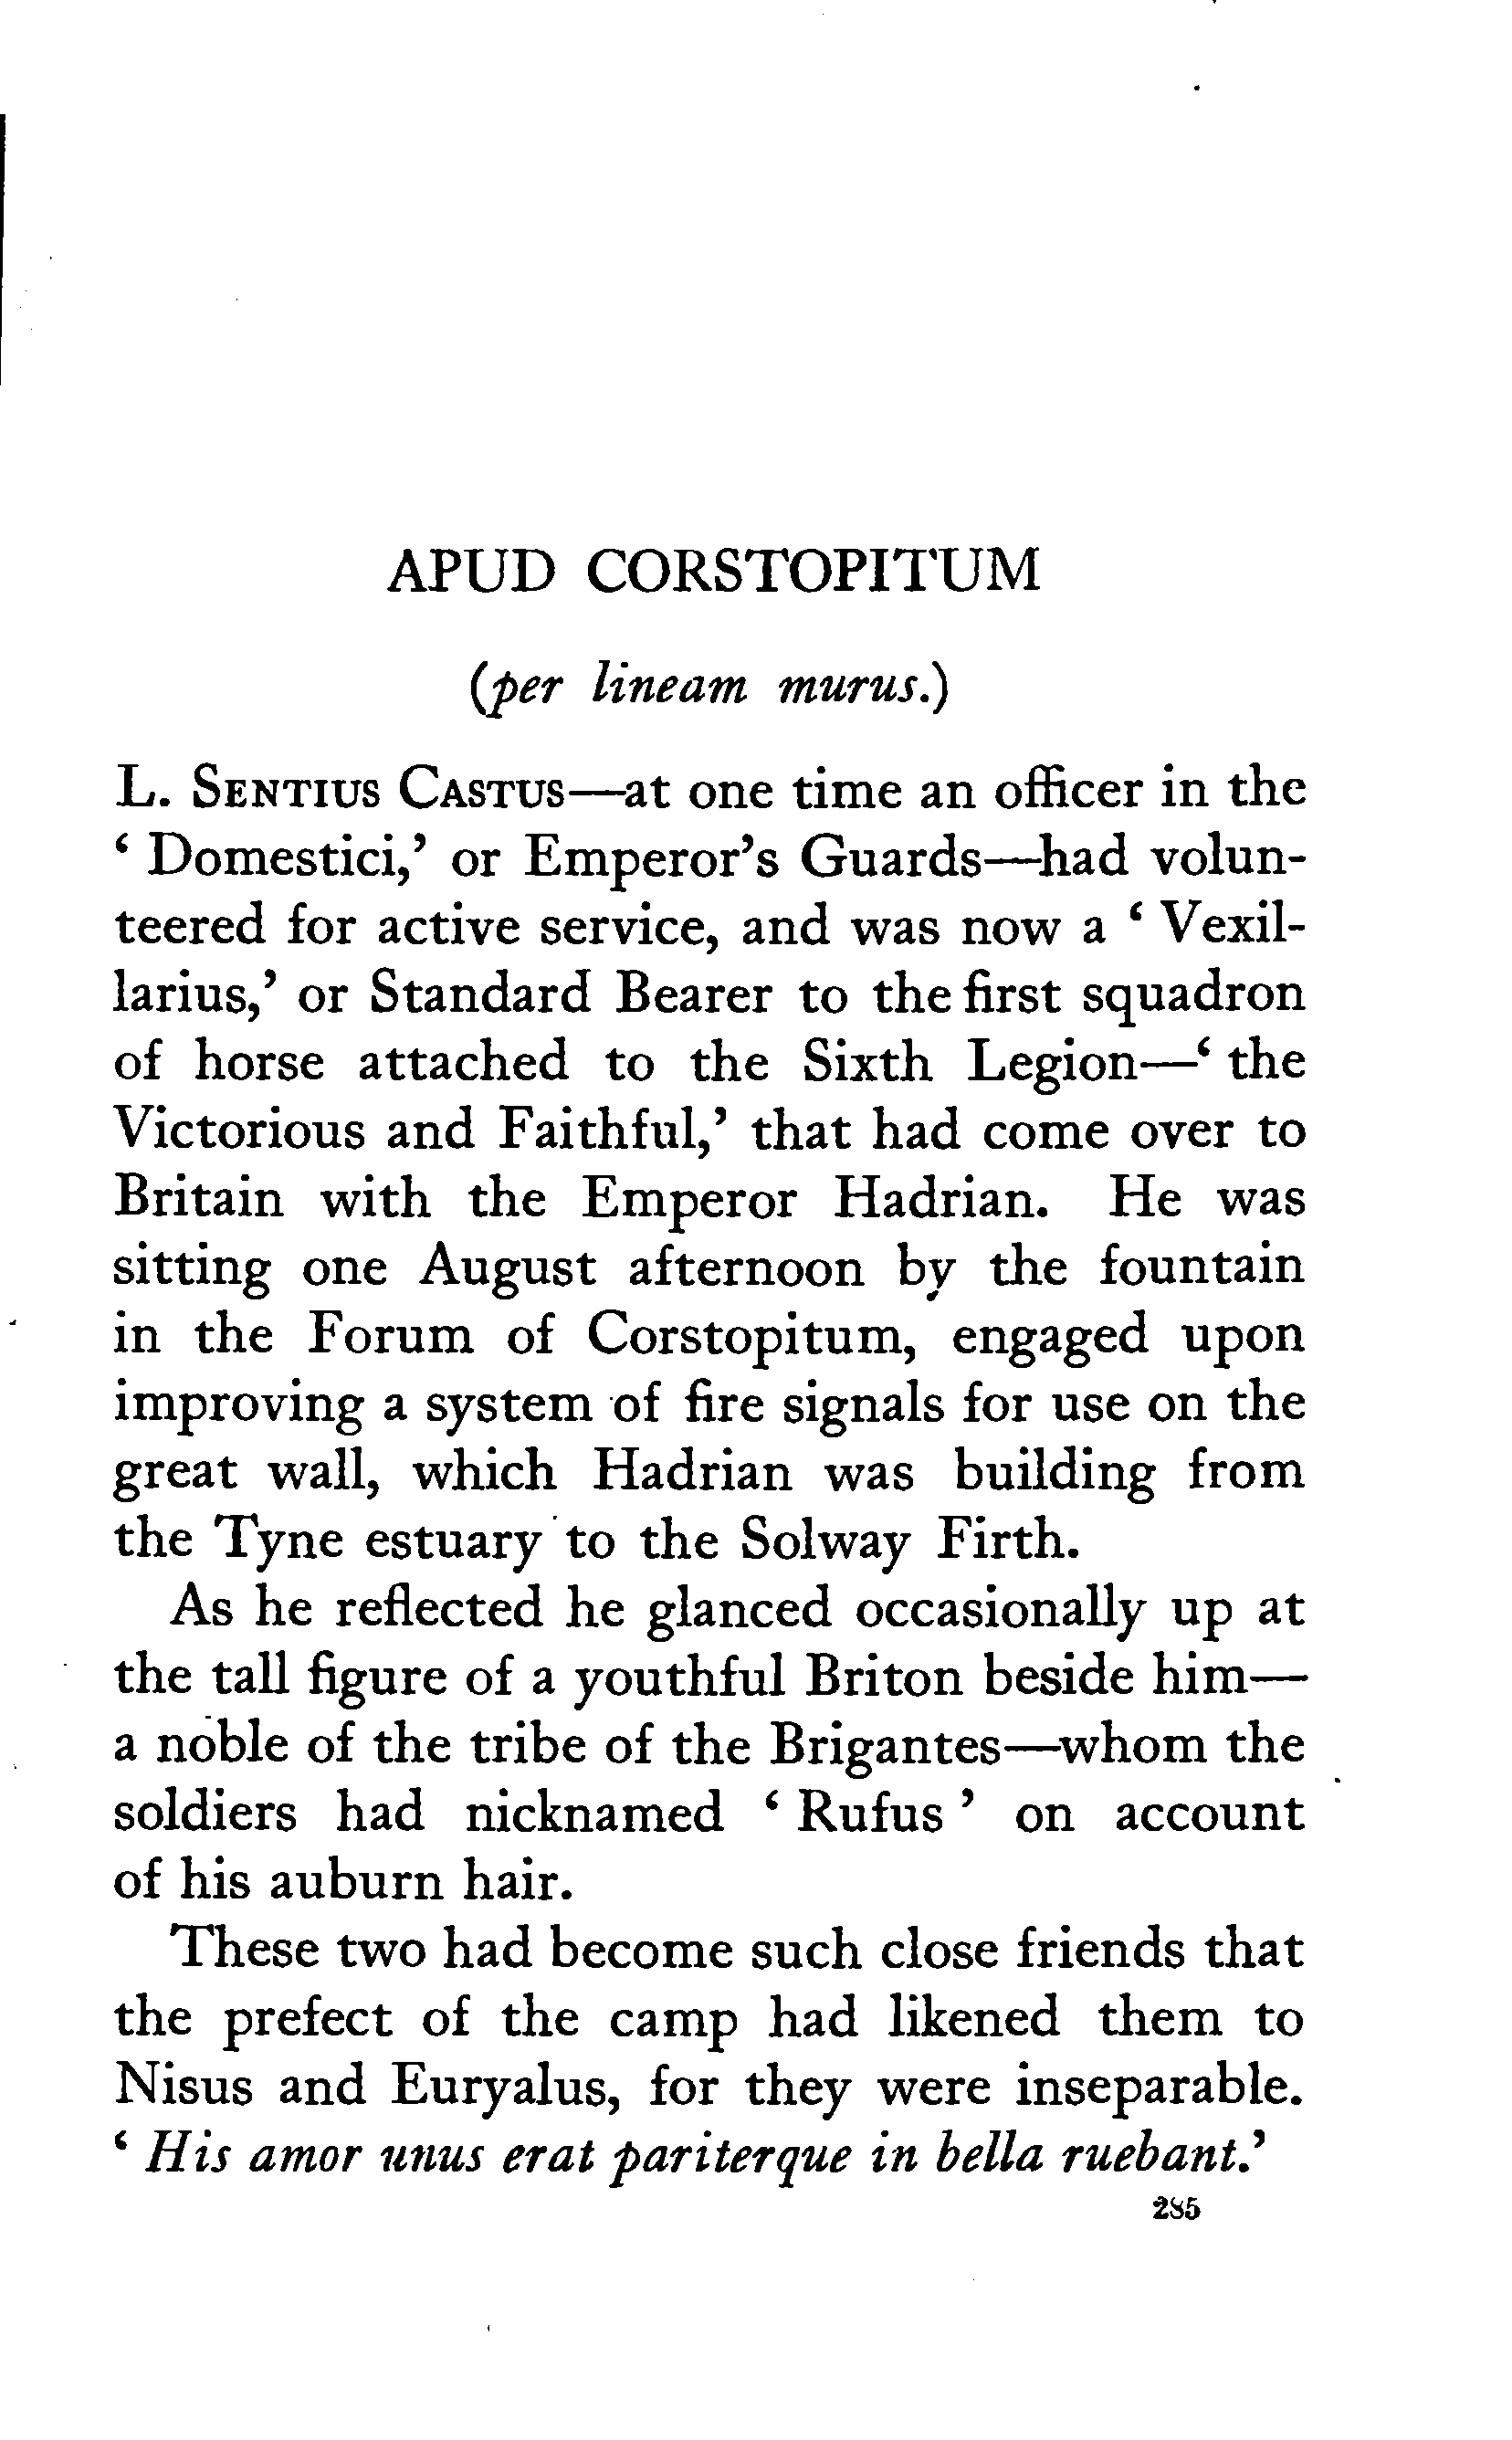 APUD CORSTOPITUM
(per lineam murus.)
L. SENTIUS CASTUS—at one time an officer in the
‘ Domestici,’ or Emperor’s Guards—had volun-
teered for active service, and was now a ‘ Vexil-
larius,’ or Standard Bearer to the first squadron
of horse attached to the Sixth Legion—‘ the
Victorious and Faithful,’ that had come over to
Britain with the Emperor Hadrian. He was
sitting one August afternoon by the fountain
in the Forum of Corstopitum, engaged upon
improving a system of fire signals for use on the
great wall, which Hadrian was building from
the Tyne estuary to the Solway Firth.
As he reflected he glanced occasionally up at
the tall figure of a youthful Briton beside him—
a noble of the tribe of the Brigantes—whom the
soldiers had nicknamed ‘ Rufus ’ on account
of his auburn hair.
These two had become such close friends that
the prefect of the camp had likened them to
Nisus and Euryalus, for they were inseparable.
‘ His amor unus erat pariterque in bella ruebant.’
285